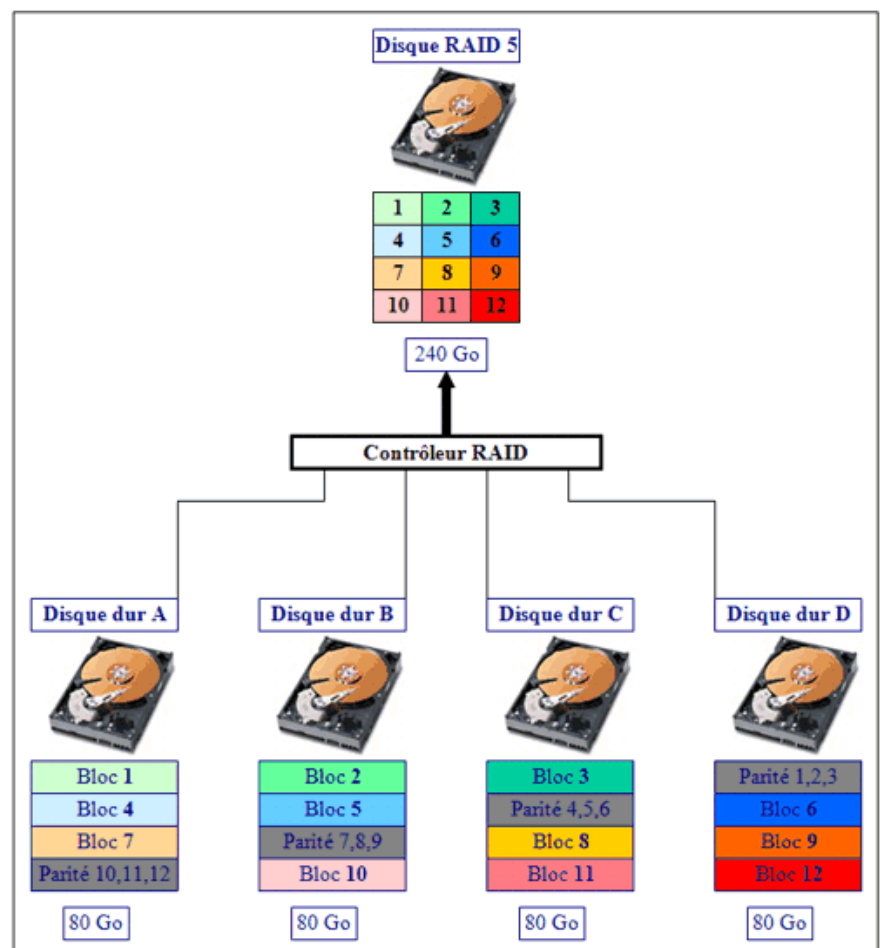 Disque RAID 5
1 2 3
4 5 6
7 8 9
10 11 12
240 Go
Contrôleur RAID
Disque dur A
Disque dur B
Disque dur C
Disque dur D
Bloc 1
Bloc 4
Bloc 7
Parité 10,11,12
80 Go
Bloc 2
Bloc 5
Parité 7,8,9
Bloc 10
80 Go
Bloc 3
Parité 4,5,6
Bloc 8
Bloc 11
80 Go
Parité 1,2,3
Bloc 6
Bloc 9
Bloc 12
80 Go